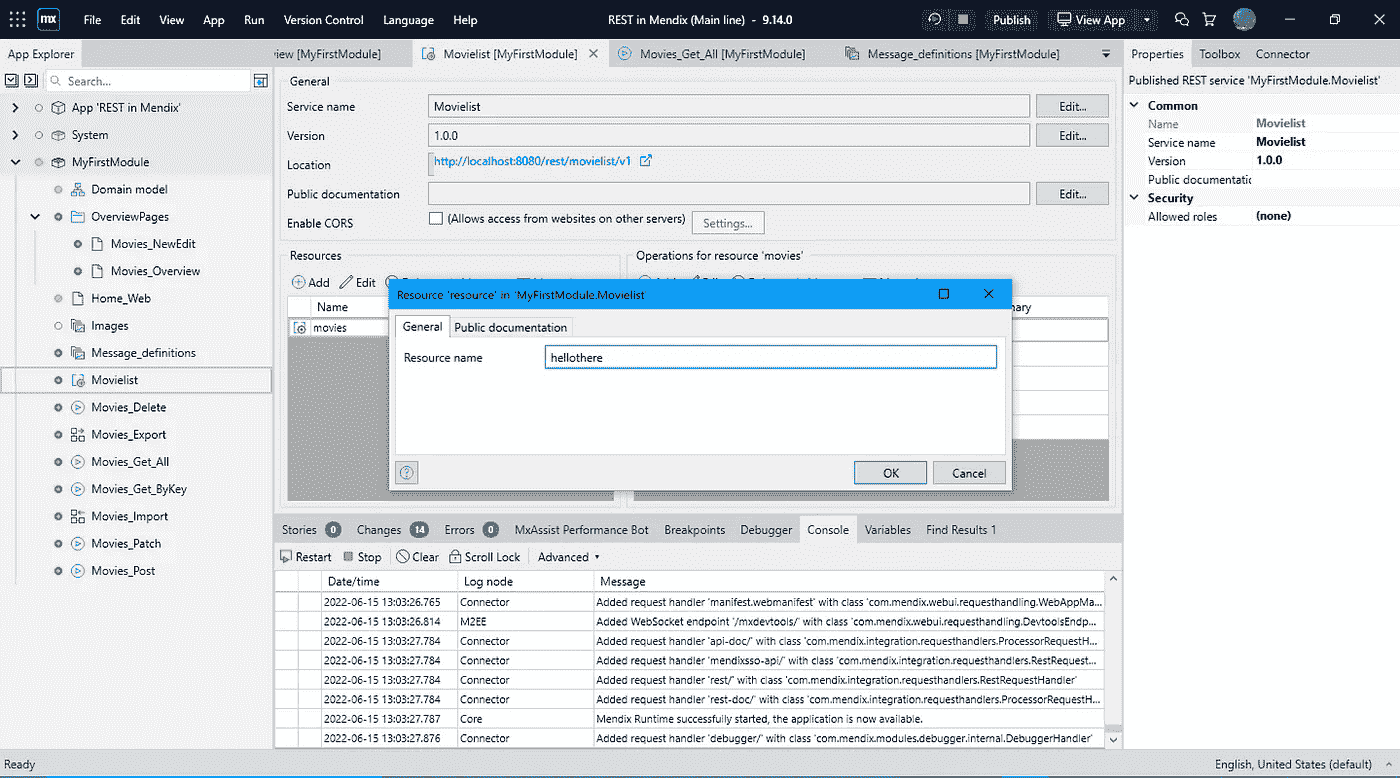 mx File Edit View App Run Version Control Language Help REST in Mendix (Main line) - 9.14.0 Publish View App
App Explorer
Search...
App 'REST in Mendix'
System
MyFirstModule
Domain model
OverviewPages
Movies_NewEdit
Movies_Overview
Home_Web
Images
Message_definitions
Movielist
Movies_Delete
Movies_Export
Movies_Get_All
Movies_Get_ByKey
Movies_Import
Movies_Patch
Movies_Post
view [MyFirstModule] Movielist [MyFirstModule] Movies_Get_All [MyFirstModule] Message_definitions [MyFirstModule]
General
Service name Movielist Edit...
Version 1.0.0 Edit...
Location http://localhost:8080/rest/movielist/v1
Public documentation Edit...
Enable CORS (Allows access from websites on other servers) Settings...
Resources
Add Edit
Name
movies
Operations for resource 'movies'
mary
Resource 'resource' in 'MyFirstModule.Movielist
General Public documentation
Resource name hellothere
? OK Cancel
Stories 0 Changes 14 Errors 0 MxAssist Performance Bot Breakpoints Debugger Console Variables Find Results 1
Restart Stop Clear Scroll Lock Advanced
Date/time Log node Message
2022-06-15 13:03:26.765 Connector Added request handler 'manifest.webmanifest' with class 'com.mendix.webui.requesthandling.WebAppMa...
2022-06-15 13:03:26.814 M2EE Added WebSocket endpoint '/mxdevtools/' with class 'com.mendix.webui.requesthandling.DevtoolsEndp...
2022-06-15 13:03:27.784 Connector Added request handler 'api-doc/' with class 'com.mendix.integration.requesthandlers.ProcessorRequestH...
2022-06-15 13:03:27.784 Connector Added request handler 'mendixsso-api/' with class 'com.mendix.integration.requesthandlers.RestRequest...
2022-06-15 13:03:27.784 Connector Added request handler 'rest/' with class 'com.mendix.integration.requesthandlers.RestRequestHandler'
2022-06-15 13:03:27.784 Connector Added request handler 'rest-doc/' with class 'com.mendix.integration.requesthandlers.ProcessorRequestH...
2022-06-15 13:03:27.787 Core Mendix Runtime successfully started, the application is now available.
2022-06-15 13:03:27.876 Connector Added request handler 'debugger/' with class 'com.mendix.modules.debugger.internal.DebuggerHandler'
Properties Toolbox Connector
Published REST service 'MyFirstModule.Movielist'
Common
Name Movielist
Service name Movielist
Version 1.0.0
Public documentatic
Security
Allowed roles (none)
Ready English, United States (default)